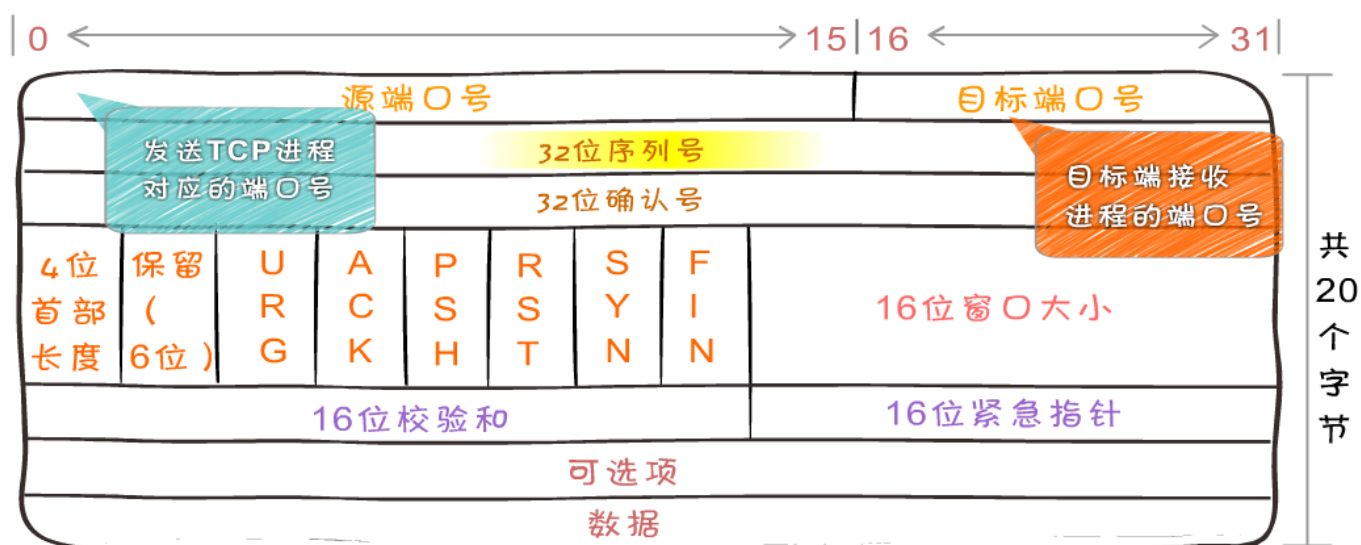 0 15 16 31
源端口号 目标端口号
发送TCP进程
对应的端口号
32位序列号
目标端接收
进程的端口号
32位确认号
4位
首部
长度
保留
(
6位)
U
R
G
A
C
K
P
S
H
R
S
T
S
Y
N
F
I
N
16位窗口大小
共
20
个
字
节
16位校验和 16位紧急指针
可选项
数据